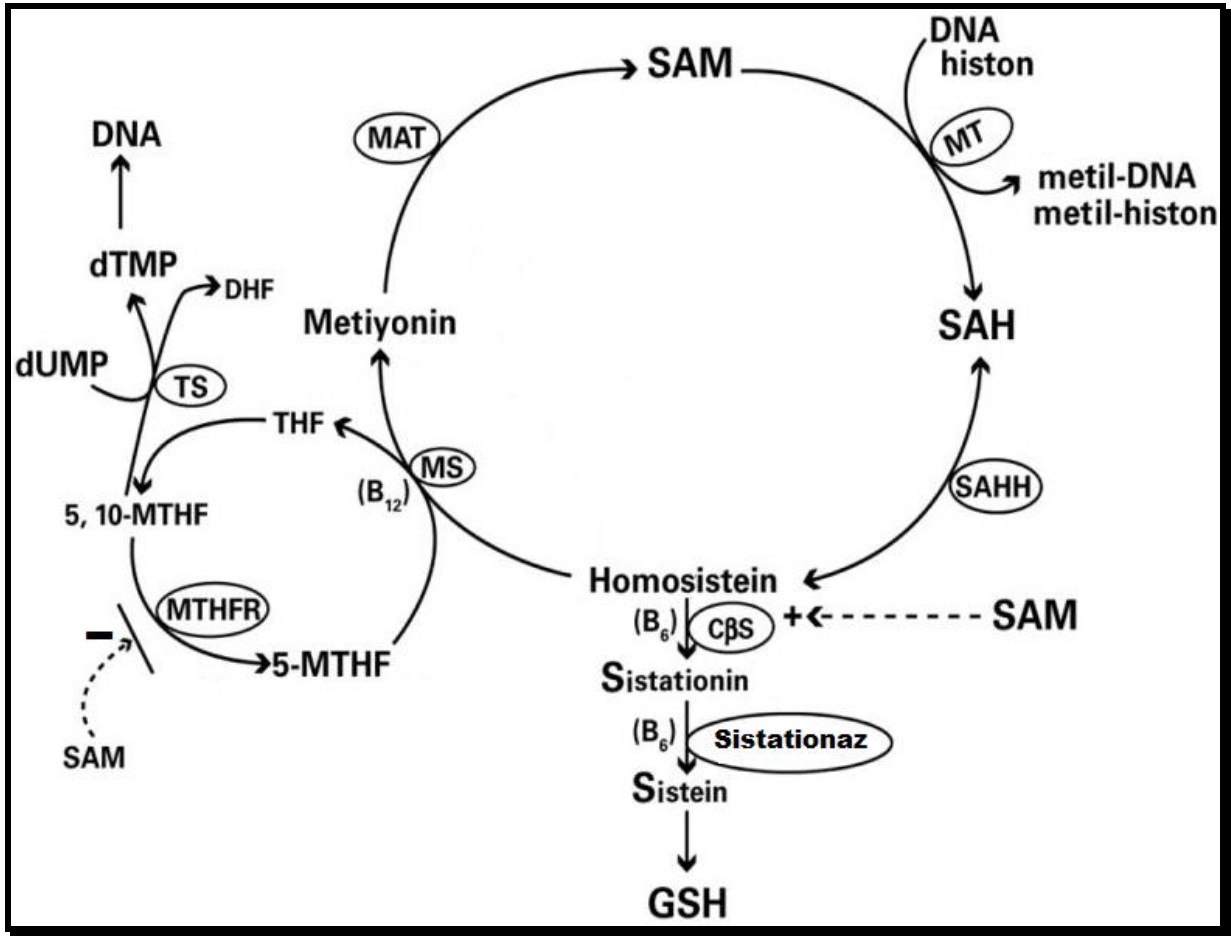 SAM
DNA
histon
MAT
MT
DNA
metil-DNA
metil-histon
dTMP
DHF
Metiyonin
SAH
dUMP
TS
THF
MS
(B12)
SAHH
5, 10-MTHF
Homosistein
MTHFR
(B6)
CβS
+
SAM
–
5-MTHF
Sistationin
SAM
(B6)
Sistationaz
Sistein
GSH